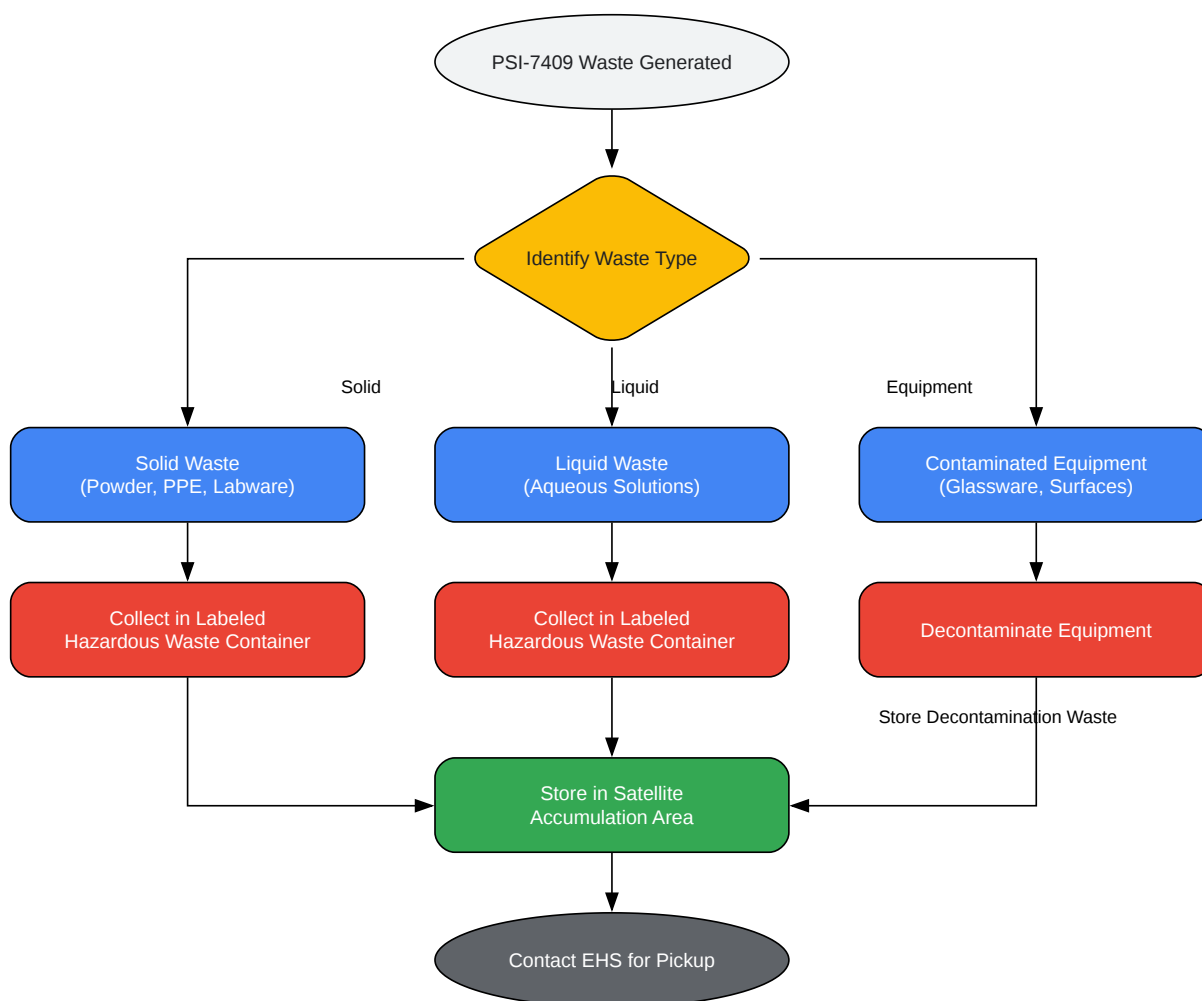 PSI-7409 Waste Generated
Identify Waste Type
Solid
Liquid
Equipment
Solid Waste
(Powder, PPE, Labware)
Liquid Waste
(Aqueous Solutions)
Contaminated Equipment
(Glassware, Surfaces)
Collect in Labeled
Hazardous Waste Container
Collect in Labeled
Hazardous Waste Container
Decontaminate Equipment
Store Decontamination Waste
Store in Satellite
Accumulation Area
Contact EHS for Pickup